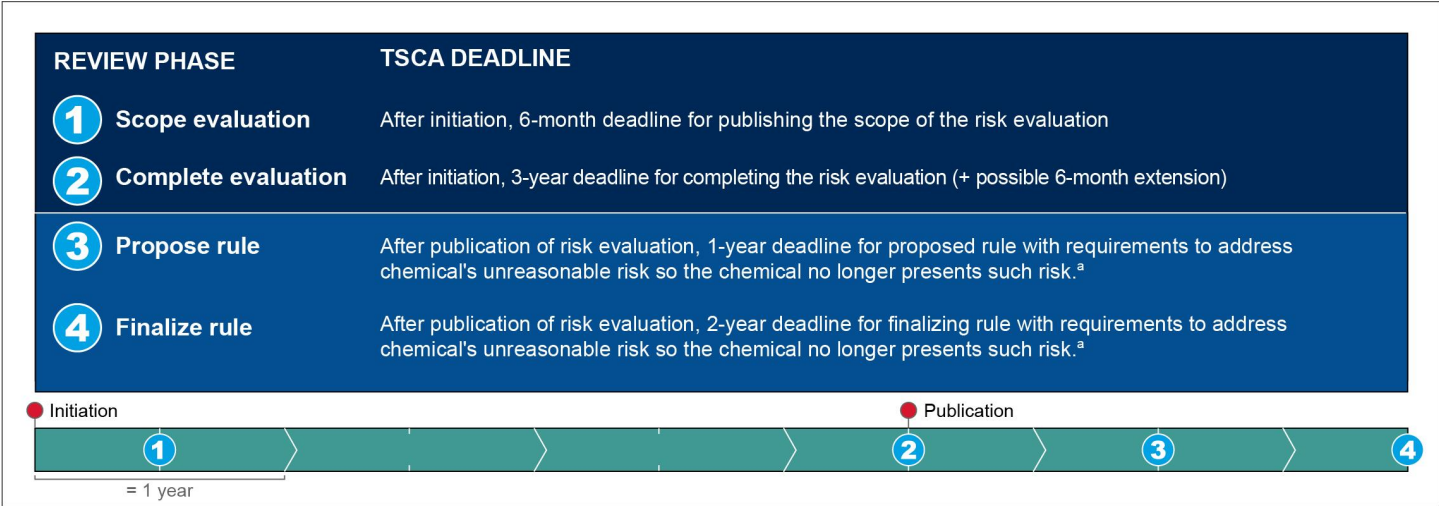 REVIEW PHASE
TSCA DEADLINE
1 Scope evaluation
After initiation, 6-month deadline for publishing the scope of the risk evaluation
2 Complete evaluation
After initiation, 3-year deadline for completing the risk evaluation (+ possible 6-month extension)
3 Propose rule
After publication of risk evaluation, 1-year deadline for proposed rule with requirements to address
chemical's unreasonable risk so the chemical no longer presents such risk.ᵃ
4 Finalize rule
After publication of risk evaluation, 2-year deadline for finalizing rule with requirements to address
chemical's unreasonable risk so the chemical no longer presents such risk.ᵃ
Initiation
Publication
1
2
3
4
= 1 year